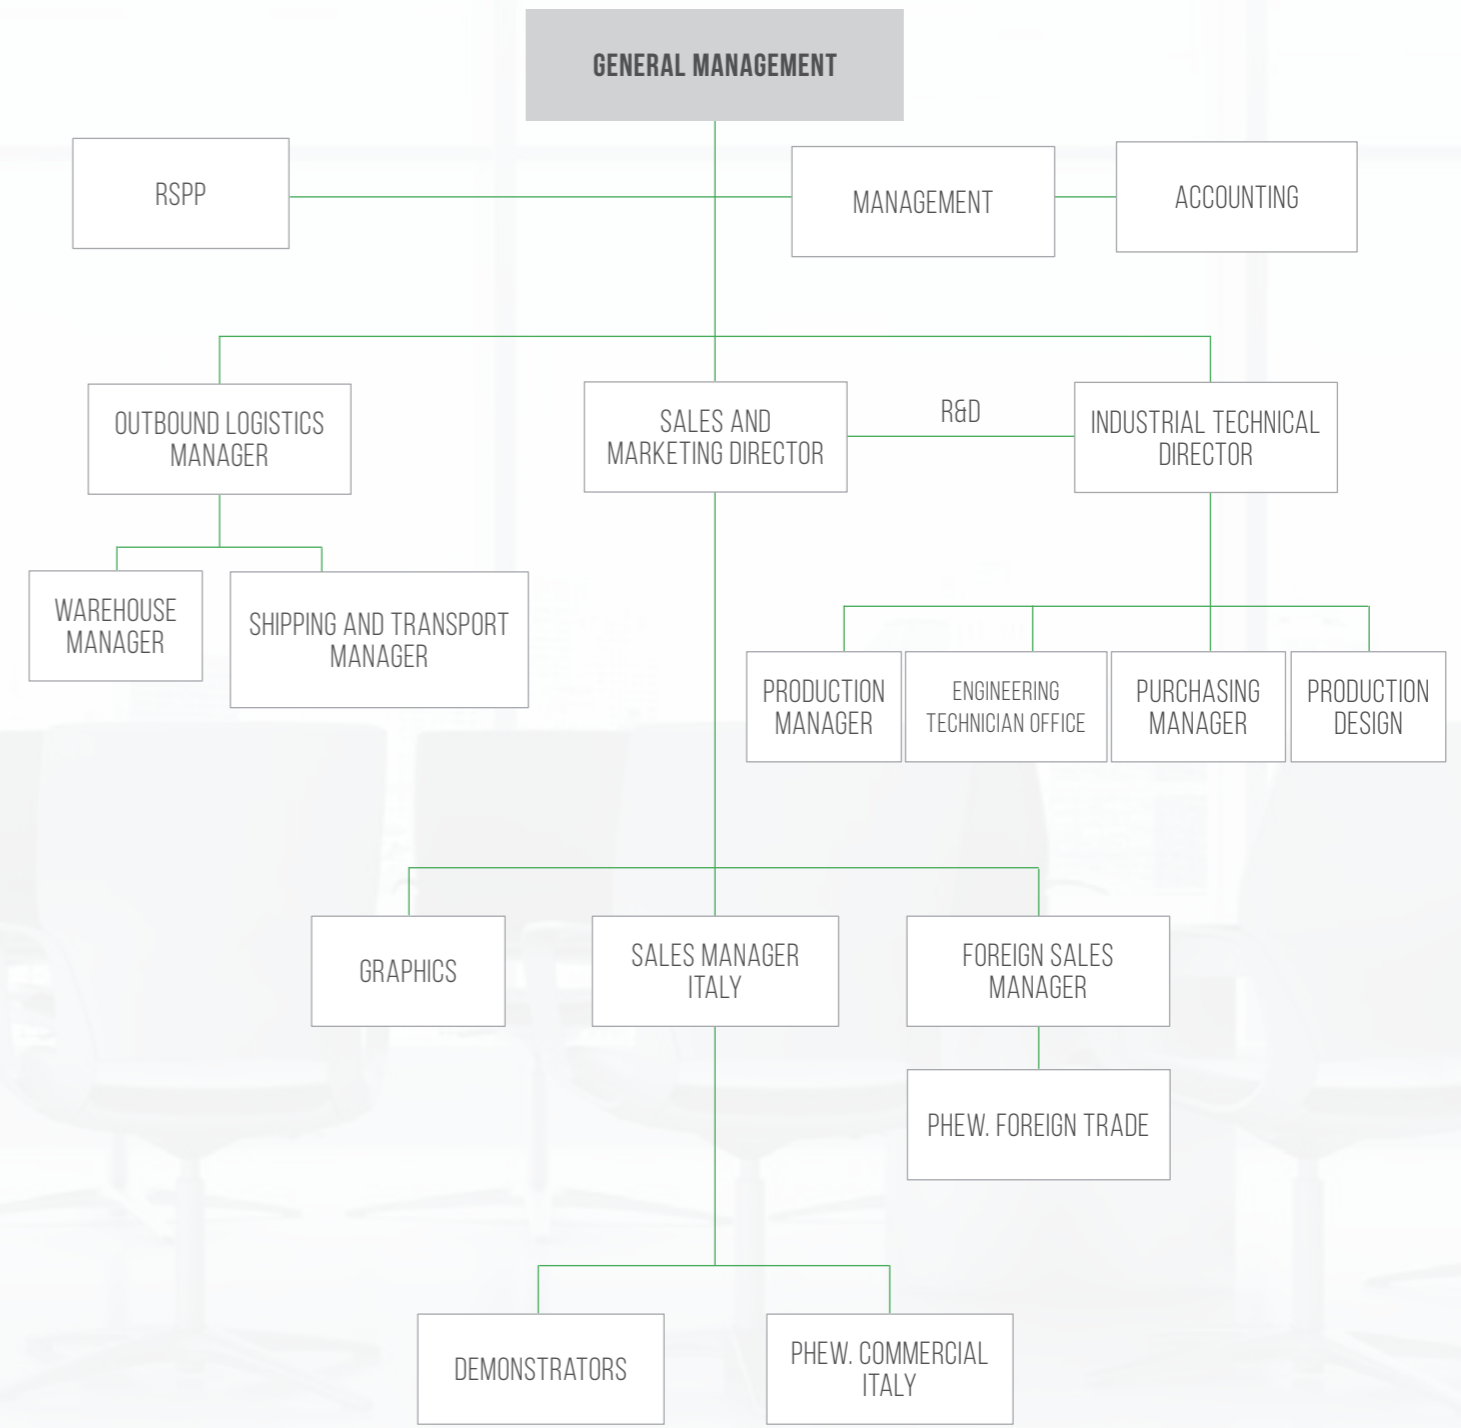 GENERAL MANAGEMENT
RSPP
MANAGEMENT
ACCOUNTING
OUTBOUND LOGISTICS
MANAGER
SALES AND
MARKETING DIRECTOR
R&D
INDUSTRIAL TECHNICAL
DIRECTOR
WAREHOUSE
MANAGER
SHIPPING AND TRANSPORT
MANAGER
PRODUCTION
MANAGER
ENGINEERING
TECHNICIAN OFFICE
PURCHASING
MANAGER
PRODUCTION
DESIGN
GRAPHICS
SALES MANAGER
ITALY
FOREIGN SALES
MANAGER
PHEW. FOREIGN TRADE
DEMONSTRATORS
PHEW. COMMERCIAL
ITALY